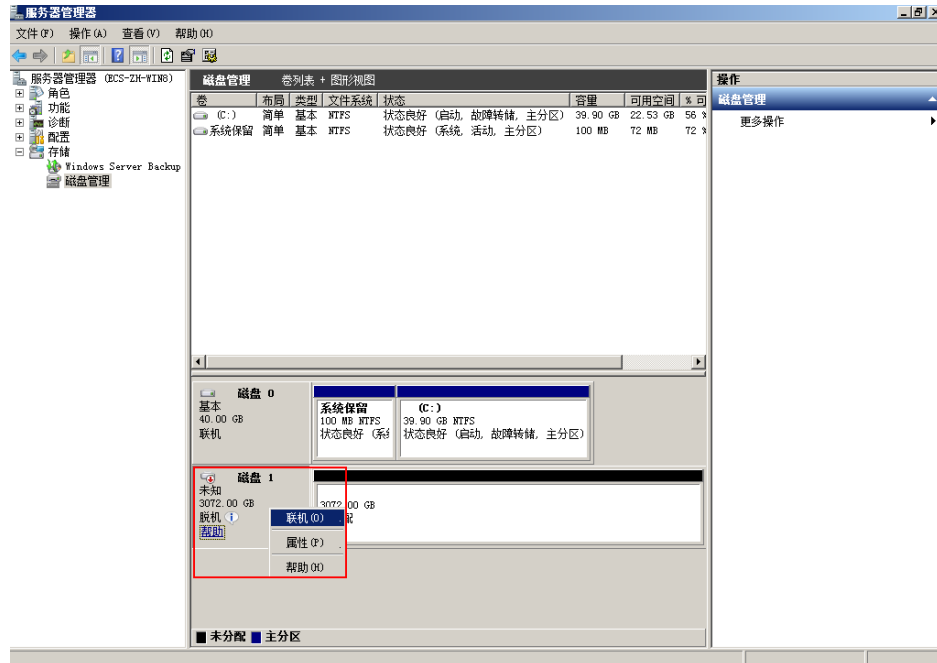 服务器管理器
文件(F) 操作(A) 查看(V) 帮助(H)
服务器管理器 (ECS-ZH-WIN8)
角色
功能
诊断
配置
存储
Windows Server Backup
磁盘管理
磁盘管理 卷列表 + 图形视图
卷 布局 类型 文件系统 状态 容量 可用空间 % 可
(C:) 简单 基本 NTFS 状态良好 (启动, 故障转储, 主分区) 39.90 GB 22.53 GB 56 %
系统保留 简单 基本 NTFS 状态良好 (系统, 活动, 主分区) 100 MB 72 MB 72 %
磁盘 0
基本
40.00 GB
联机
系统保留
100 MB NTFS
状态良好 (系统
(C:)
39.90 GB NTFS
状态良好 (启动, 故障转储, 主分区)
磁盘 1
未知
3072.00 GB
脱机
帮助
3072.00 GB
联机(O)
属性(P)
帮助(H)
未分配 主分区
操作
磁盘管理
更多操作